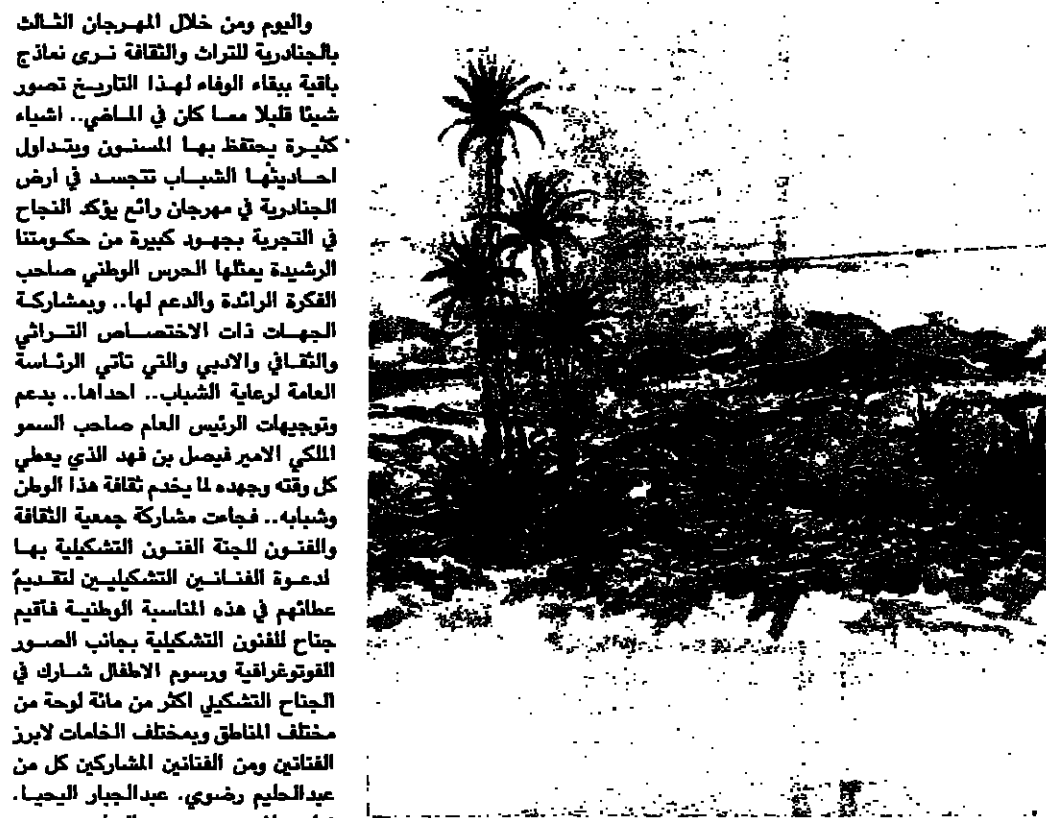 واليوم ومن خلال المهرجان الثالث
بالجنادرية للتراث والثقافة نرى نماذج
باقية ببقاء الوفاء لهذا التاريخ تصور
شيئا قليلا مما كان في الماضي.. اشياء
كثيرة يحتفظ بها المسنون ويتداول
احاديثها الشباب تتجسد في ارض
الجنادرية في مهرجان رائع يؤكد النجاح
في التجربة بجهود كبيرة من حكومتنا
الرشيدة يمثلها الحرس الوطني صاحب
الفكرة الرائدة والدعم لها.. وبمشاركة
الجهات ذات الاختصاص التراثي
والثقافي والادبي والتي تأتي الرئاسة
العامة لرعاية الشباب.. احداها.. بدعم
وتوجيهات الرئيس العام صاحب السمو
الملكي الامير فيصل بن فهد الذي يعطي
كل وقته وجهده لما يخدم ثقافة هذا الوطن
وشبابه.. فجاءت مشاركة جمعية الثقافة
والفنون للجنة الفنون التشكيلية بها
لدعوة الفنانين التشكيليين لتقديم
عطائهم في هذه المناسبة الوطنية فأقيم
جناح للفنون التشكيلية بجانب الصور
الفوتوغرافية ورسوم الاطفال شارك في
الجناح التشكيلي اكثر من مائة لوحة من
مختلف المناطق وبمختلف الخامات لابرز
الفنانين ومن الفنانين المشاركين كل من
عبدالحليم رضوي. عبدالجبار اليحيا.